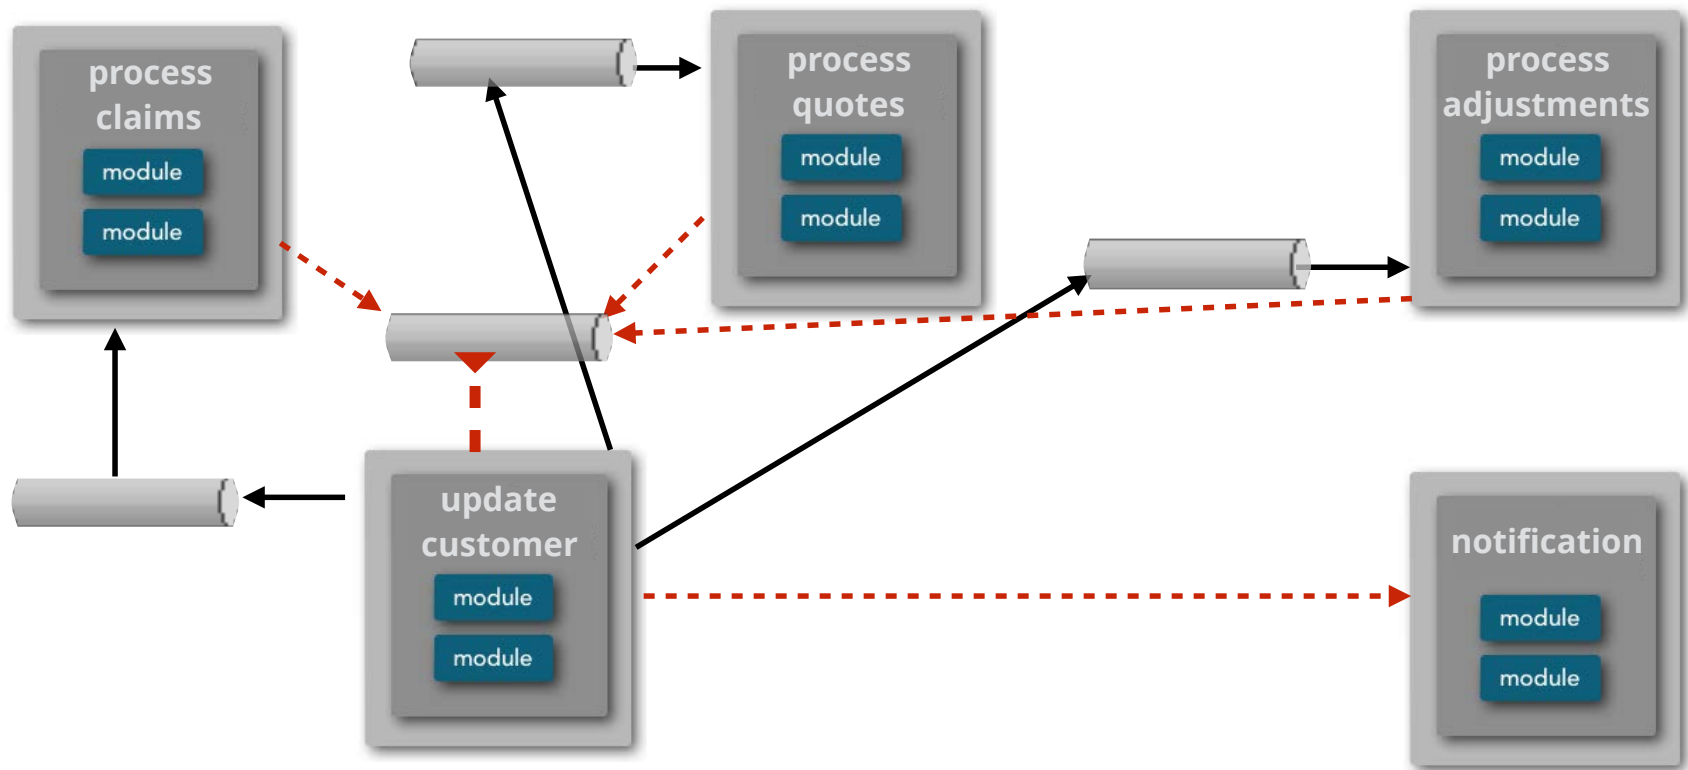 process
claims
module
module
process
quotes
module
module
process
adjustments
module
module
update
customer
module
module
notification
module
module